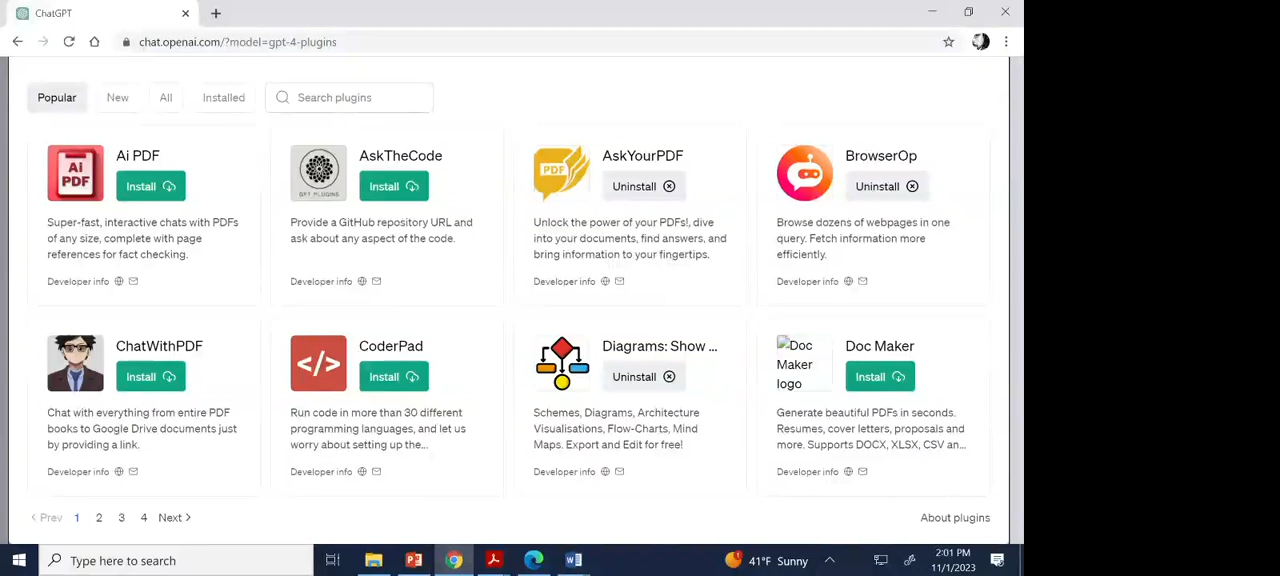 ChatGPT
chat.openai.com/?model=gpt-4-plugins
Popular New All Installed Search plugins
Ai PDF
Ai PDF
Install
Super-fast, interactive chats with PDFs
of any size, complete with page
references for fact checking.
Developer info
GPT PLUGINS
AskTheCode
Install
Provide a GitHub repository URL and
ask about any aspect of the code.
Developer info
PDF
AskYourPDF
Uninstall
Unlock the power of your PDFs!, dive
into your documents, find answers, and
bring information to your fingertips.
Developer info
BrowserOp
Uninstall
Browse dozens of webpages in one
query. Fetch information more
efficiently.
Developer info
ChatWithPDF
Install
Chat with everything from entire PDF
books to Google Drive documents just
by providing a link.
Developer info
</>
CoderPad
Install
Run code in more than 30 different
programming languages, and let us
worry about setting up the...
Developer info
Diagrams: Show ...
Uninstall
Schemes, Diagrams, Architecture
Visualisations, Flow-Charts, Mind
Maps. Export and Edit for free!
Developer info
Doc
Maker
logo
Doc Maker
Install
Generate beautiful PDFs in seconds.
Resumes, cover letters, proposals and
more. Supports DOCX, XLSX, CSV an...
Developer info
Prev 1 2 3 4 Next
About plugins
Type here to search
41°F Sunny
2:01 PM
11/1/2023